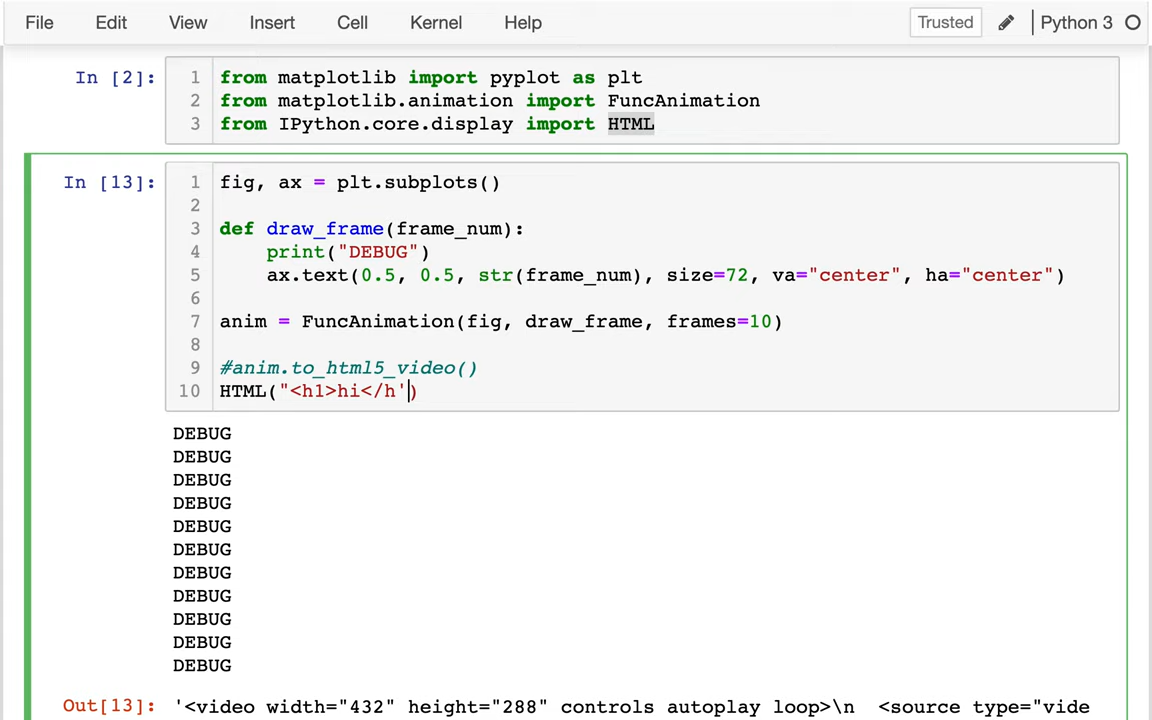 File Edit View Insert Cell Kernel Help Trusted Python 3
In [2]:
1 from matplotlib import pyplot as plt
2 from matplotlib.animation import FuncAnimation
3 from IPython.core.display import HTML
In [13]:
1 fig, ax = plt.subplots()
2
3 def draw_frame(frame_num):
4     print("DEBUG")
5     ax.text(0.5, 0.5, str(frame_num), size=72, va="center", ha="center")
6
7 anim = FuncAnimation(fig, draw_frame, frames=10)
8
9 #anim.to_html5_video()
10 HTML("<h1>hi</h')
DEBUG
DEBUG
DEBUG
DEBUG
DEBUG
DEBUG
DEBUG
DEBUG
DEBUG
DEBUG
DEBUG
Out[13]: '<video width="432" height="288" controls autoplay loop>\n  <source type="vide